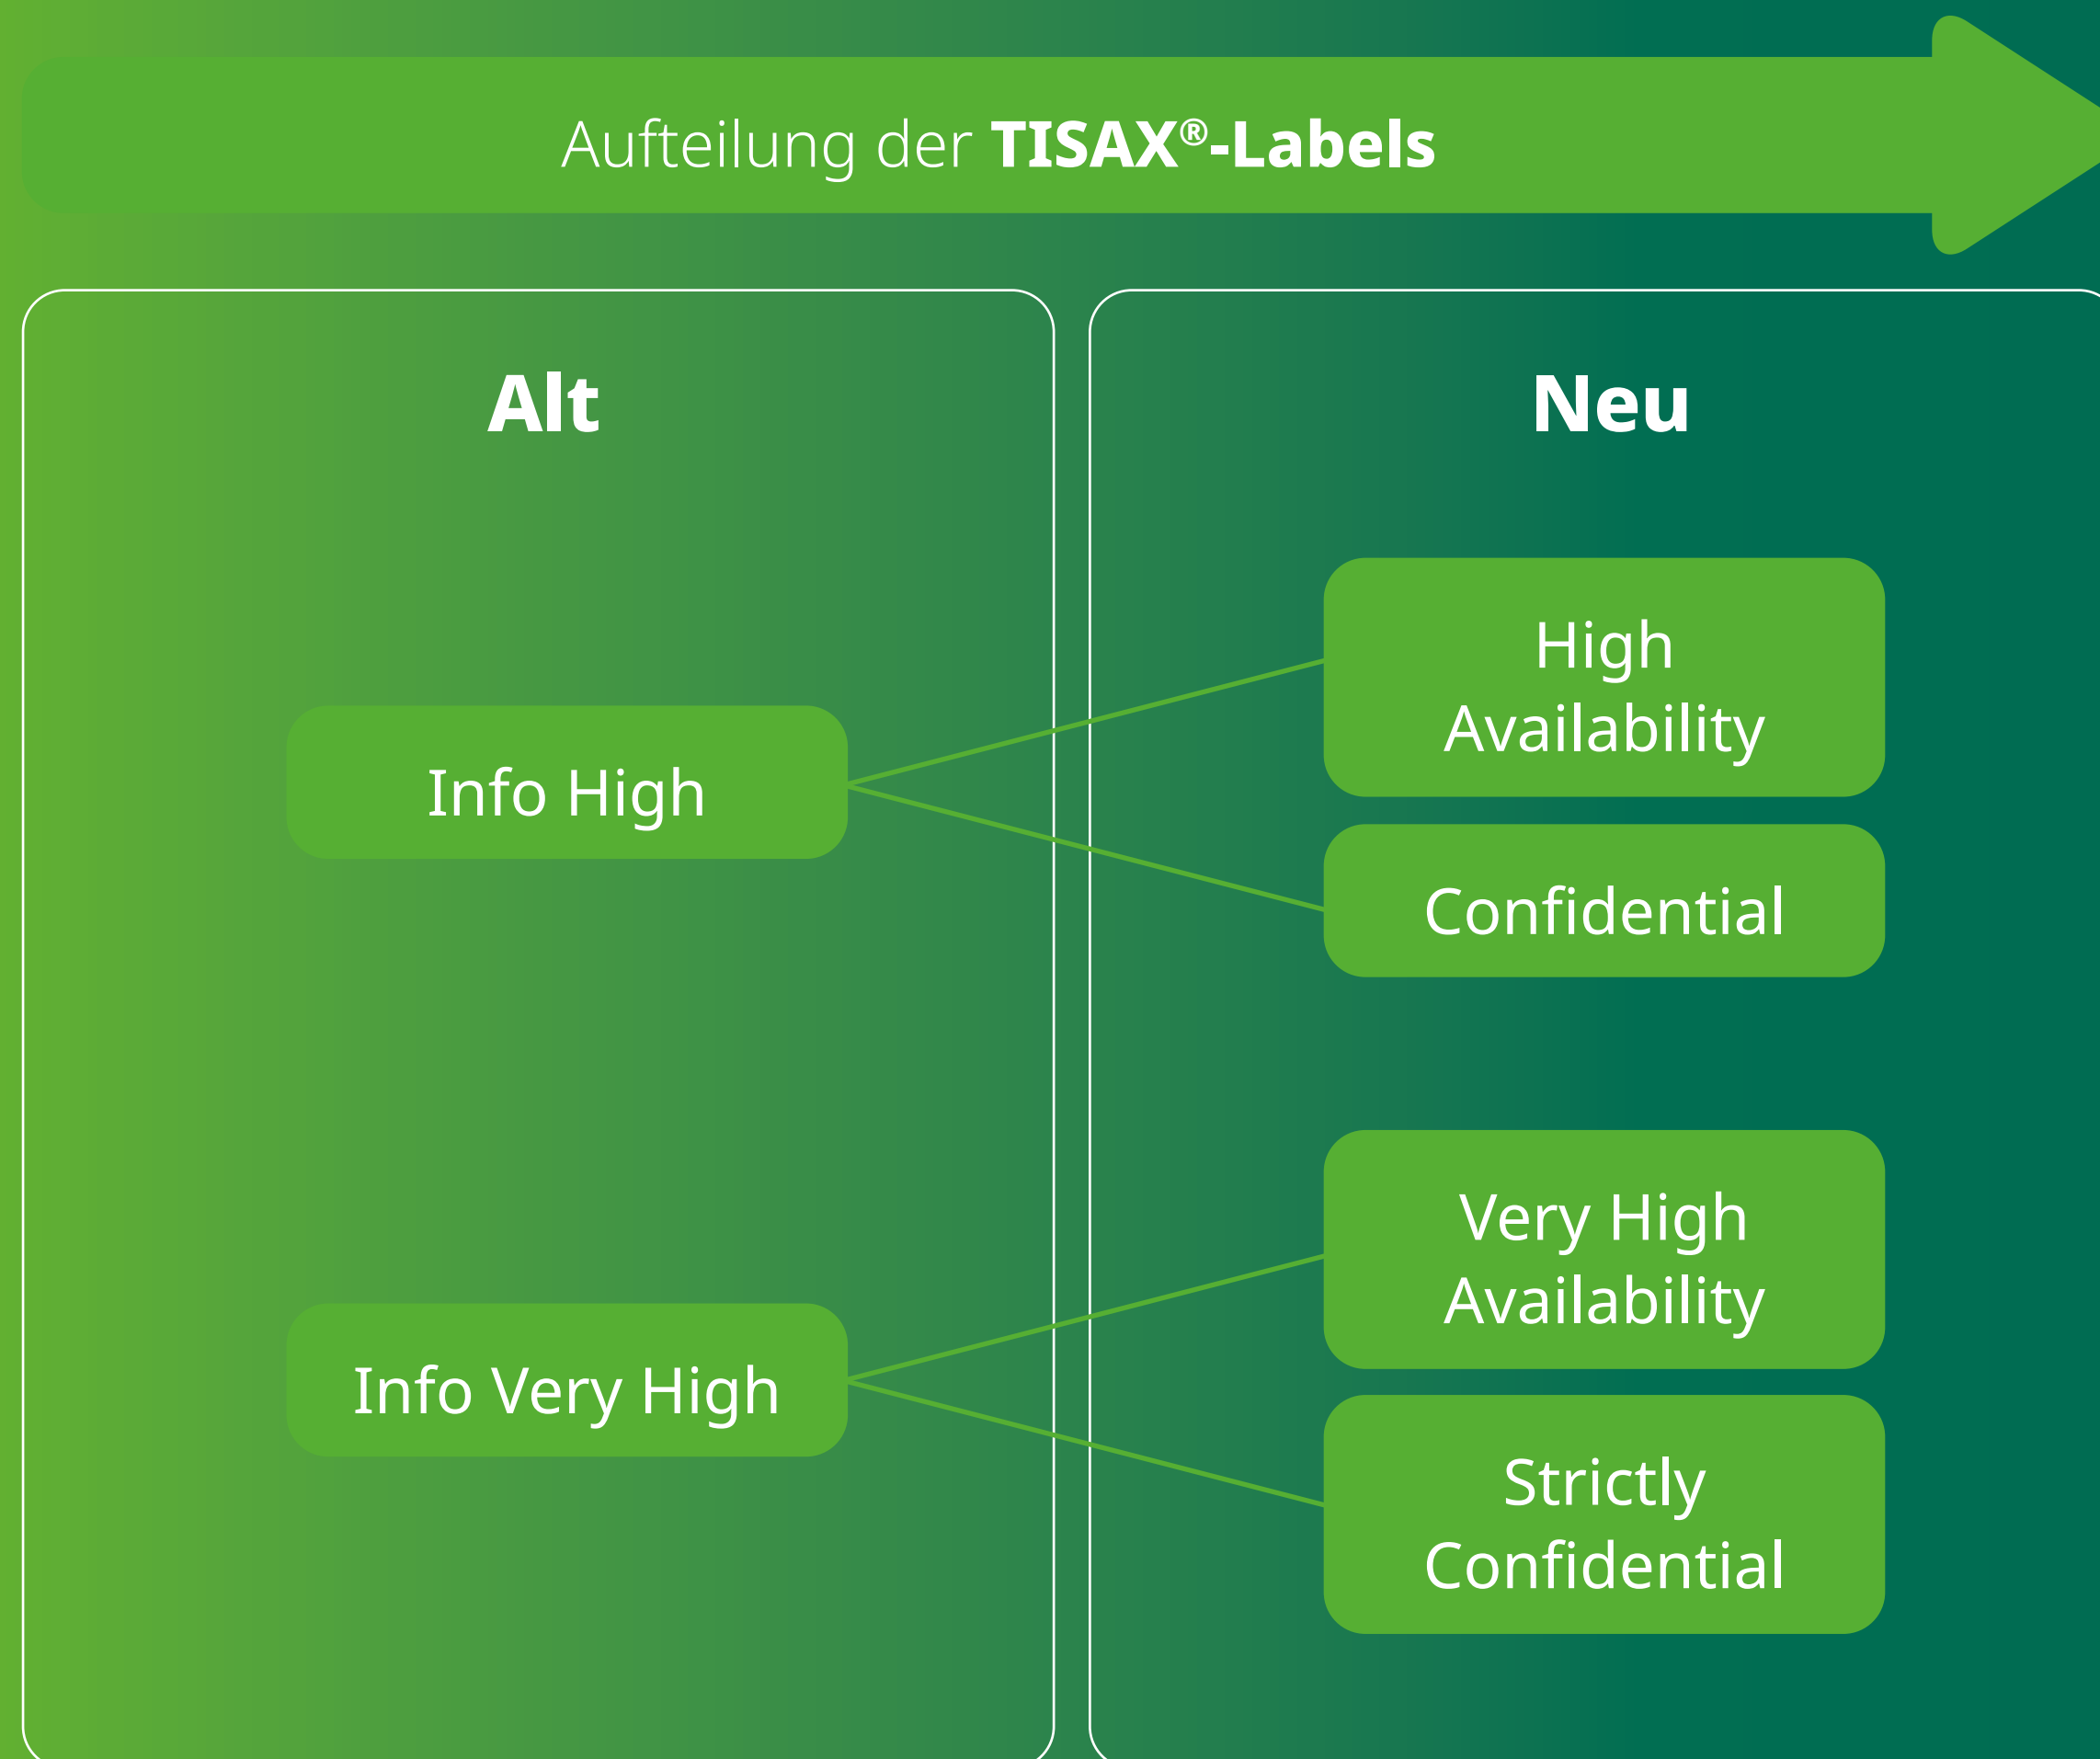 Aufteilung der TISAX®-Labels
Alt
Neu
Info High
High
Availability
Confidential
Info Very High
Very High
Availability
Strictly
Confidential